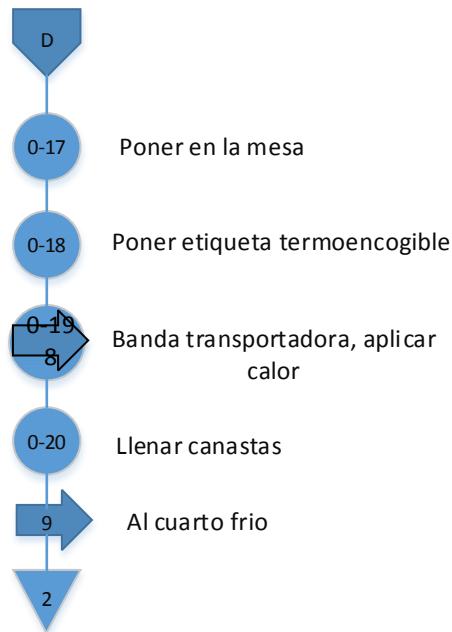 D
0-17 Poner en la mesa
0-18 Poner etiqueta termoencogible
0-19
8
Banda transportadora, aplicar
calor
0-20 Llenar canastas
9 Al cuarto frio
2